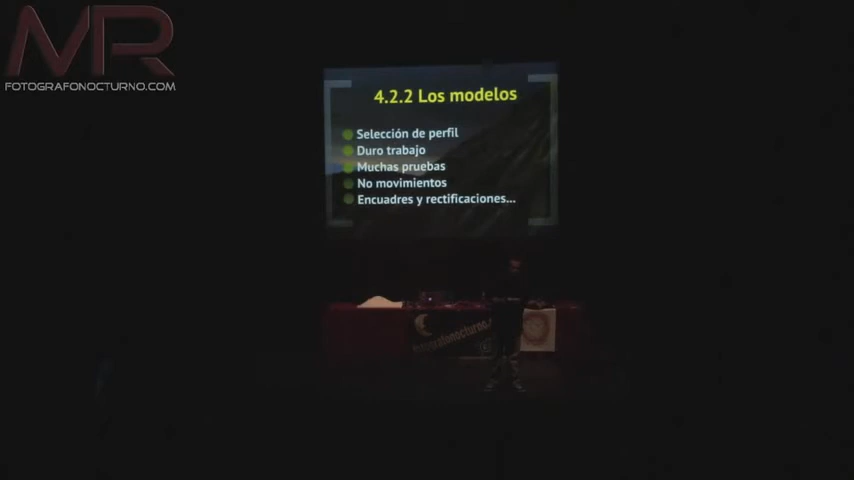 MR
FOTOGRAFONOCTURNO.COM
4.2.2 Los modelos
Selección de perfil
Duro trabajo
Muchas pruebas
No movimientos
Encuadres y rectificaciones...
fotografonocturno.